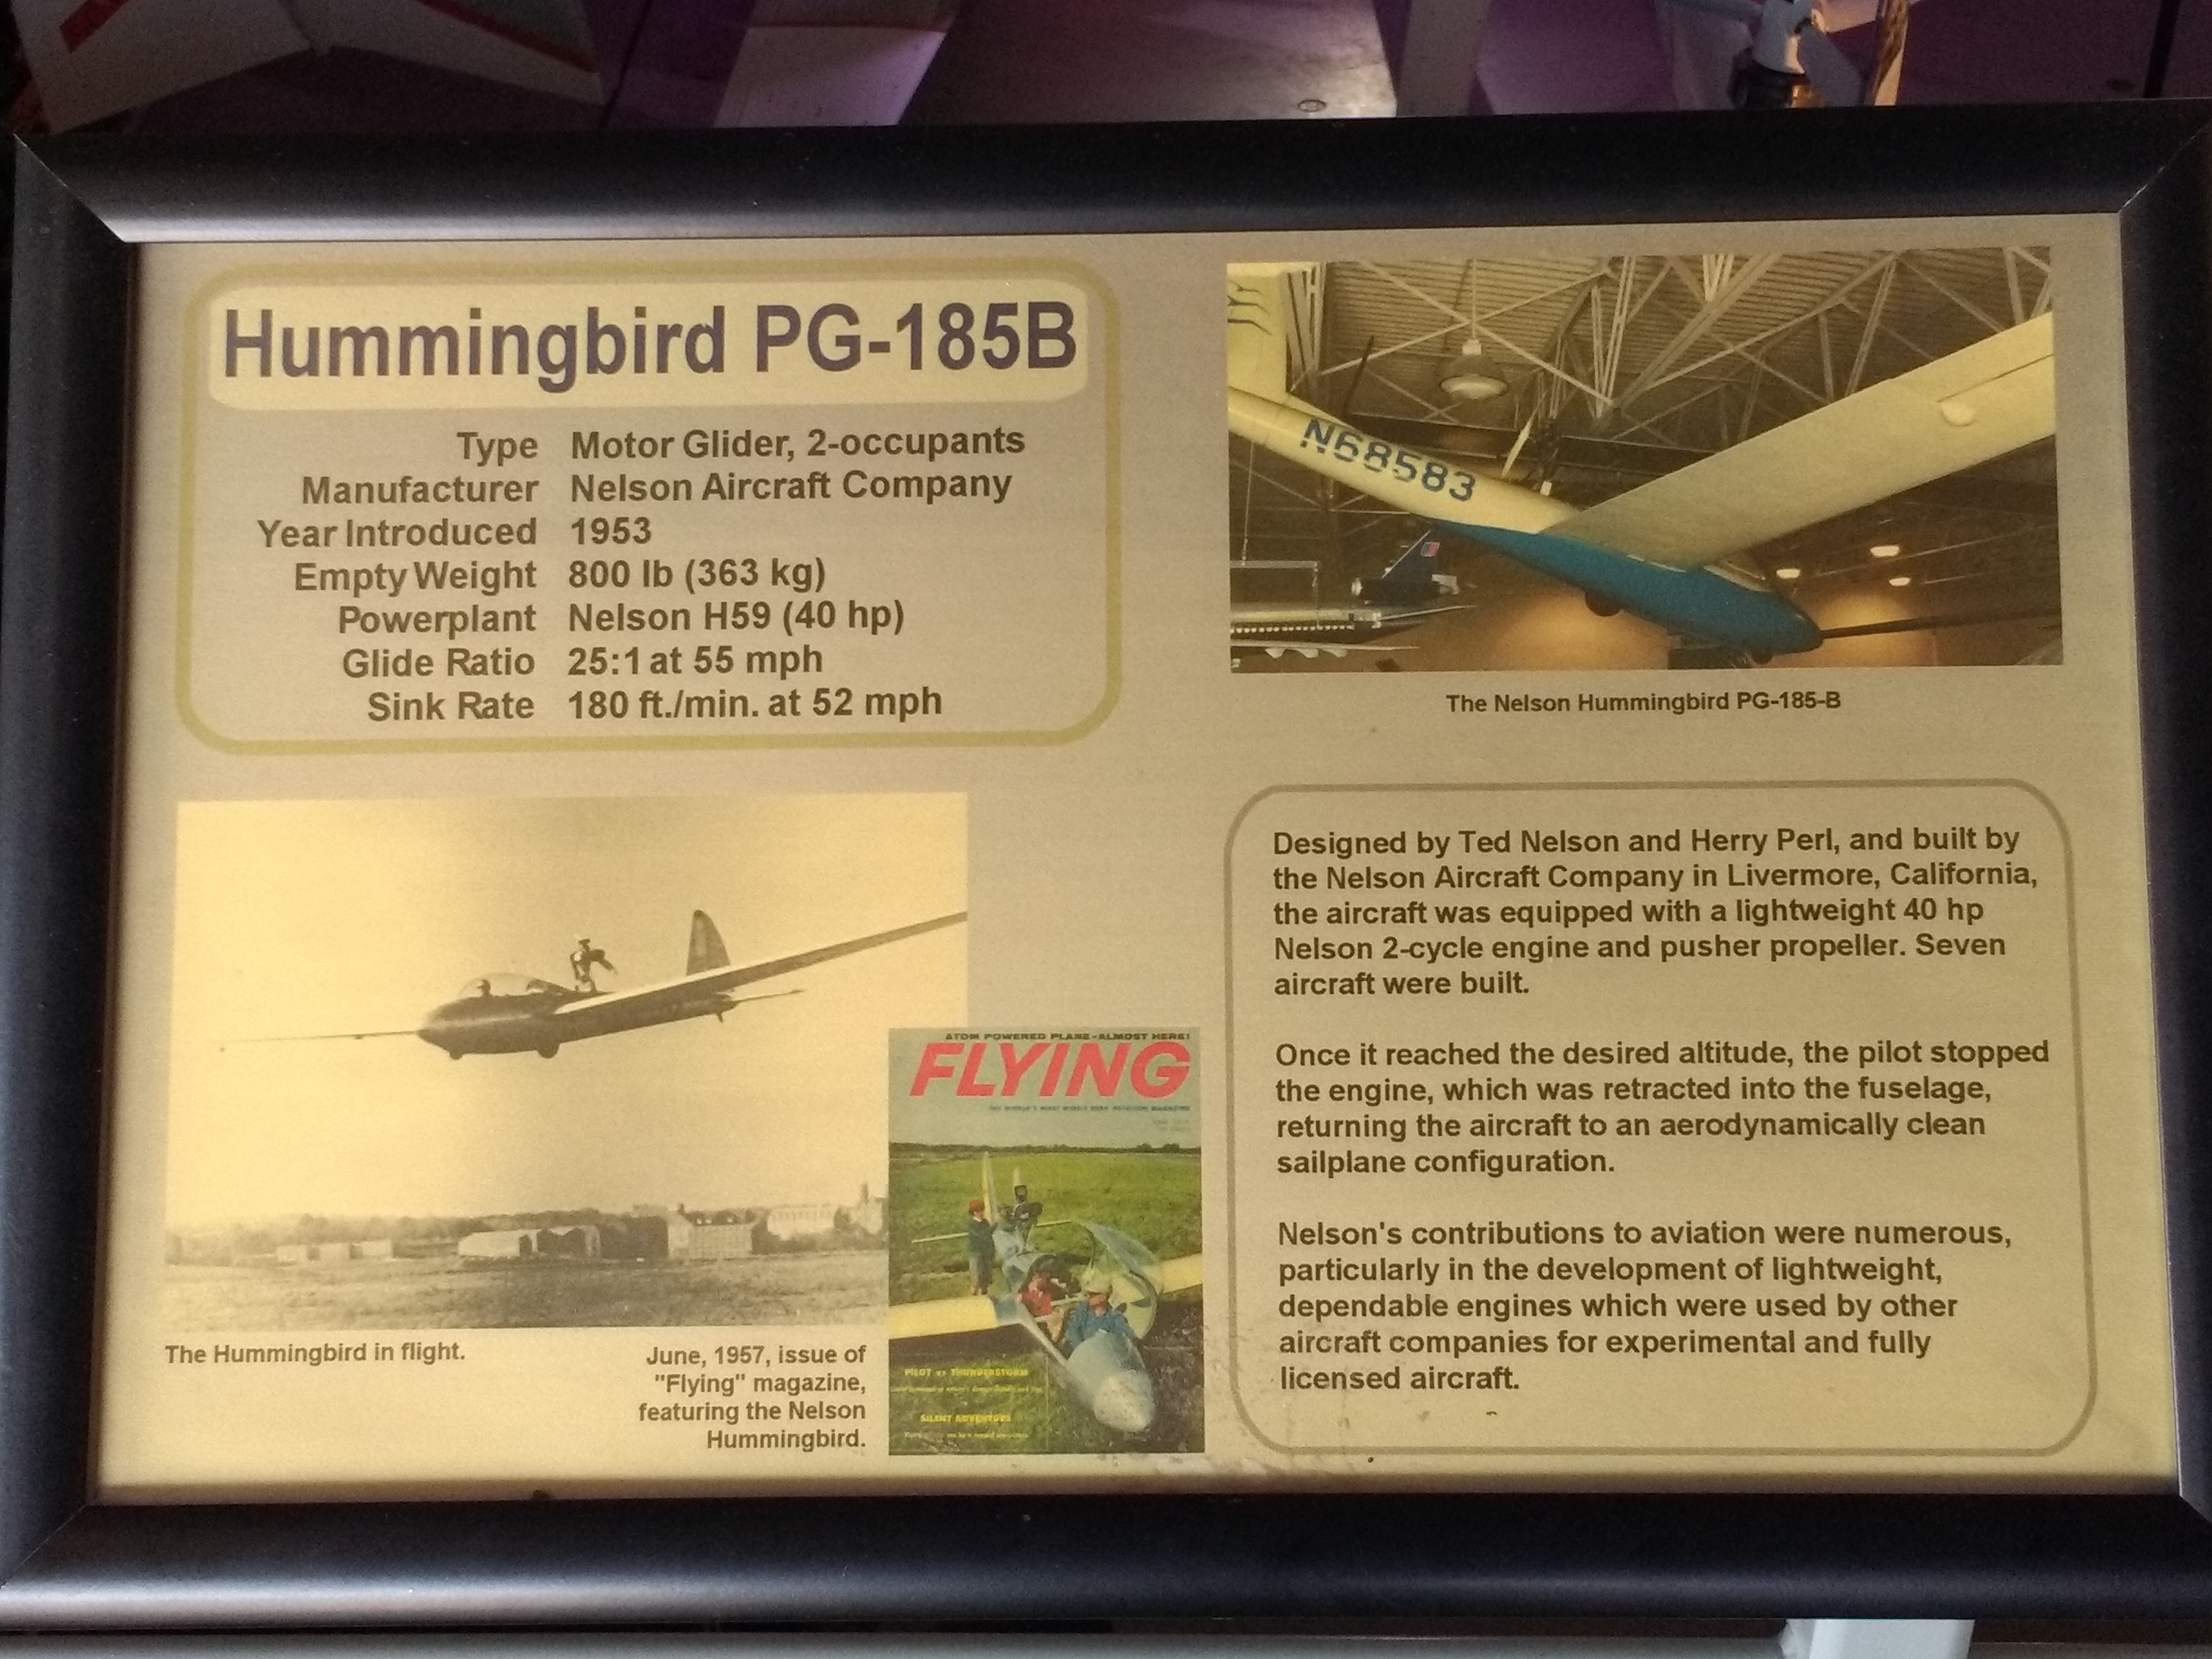 Hummingbird PG-185B
Type Motor Glider, 2-occupants
Manufacturer Nelson Aircraft Company
Year Introduced 1953
Empty Weight 800 lb (363 kg)
Powerplant Nelson H59 (40 hp)
Glide Ratio 25:1 at 55 mph
Sink Rate 180 ft./min. at 52 mph
N68583
The Nelson Hummingbird PG-185-B
Designed by Ted Nelson and Herry Perl, and built by
the Nelson Aircraft Company in Livermore, California,
the aircraft was equipped with a lightweight 40 hp
Nelson 2-cycle engine and pusher propeller. Seven
aircraft were built.
Once it reached the desired altitude, the pilot stopped
the engine, which was retracted into the fuselage,
returning the aircraft to an aerodynamically clean
sailplane configuration.
Nelson's contributions to aviation were numerous,
particularly in the development of lightweight,
dependable engines which were used by other
aircraft companies for experimental and fully
licensed aircraft.
The Hummingbird in flight.
June, 1957, issue of
"Flying" magazine,
featuring the Nelson
Hummingbird.
ATOM POWERED PLANE-ALMOST HERE!
FLYING
PILOT vs THUNDERSTORM
SILENT ADVENTURE